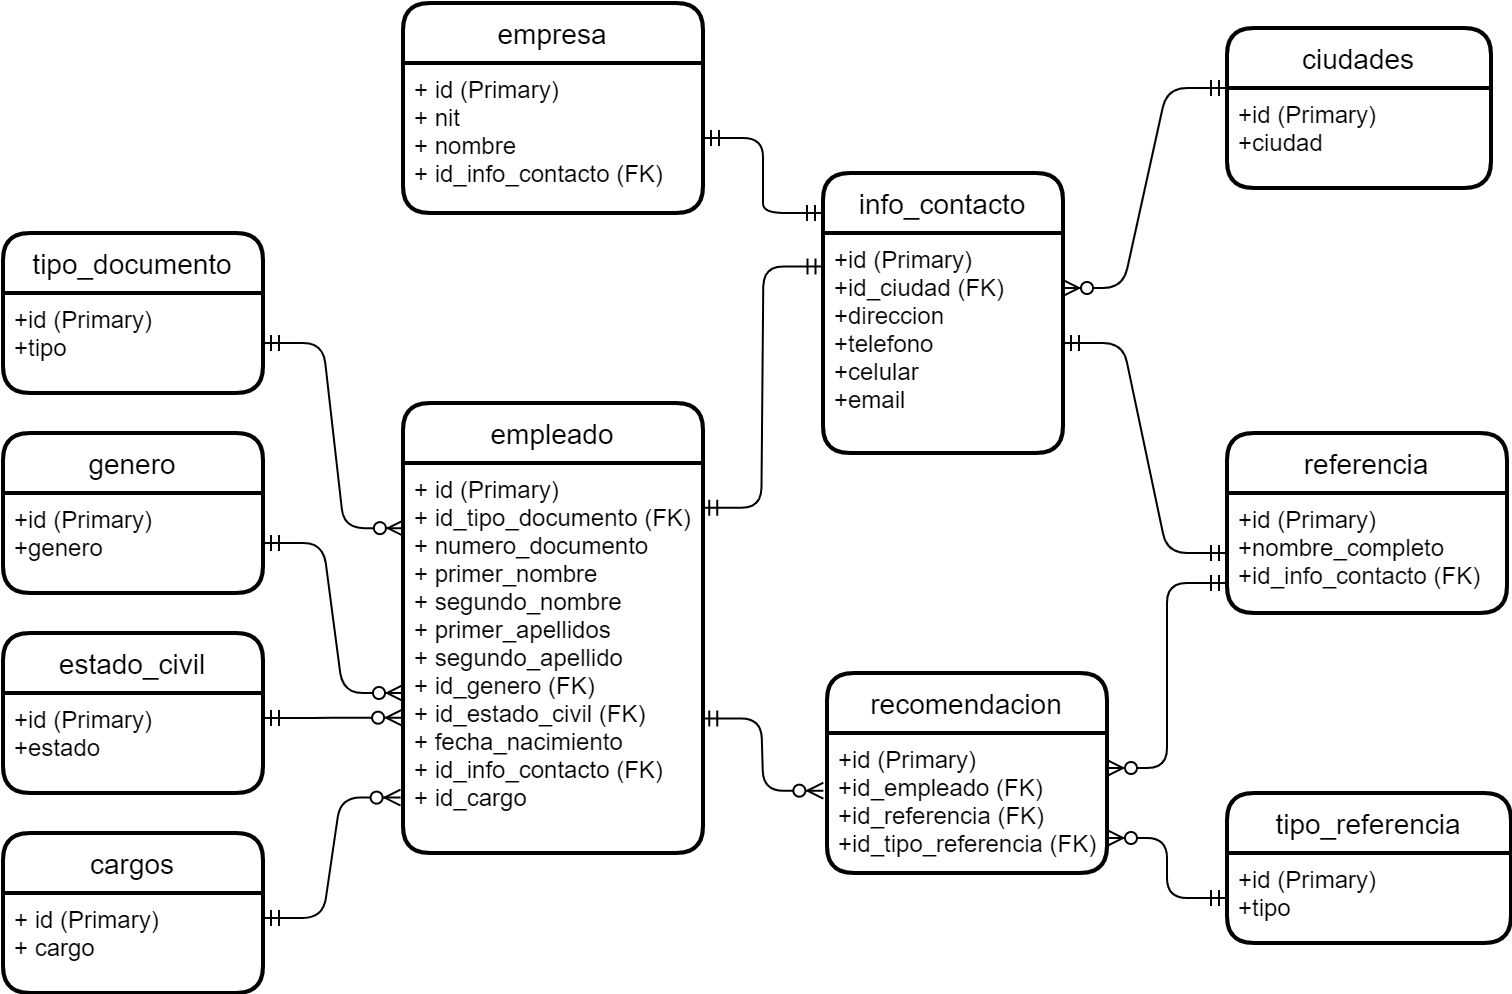 empresa
+ id (Primary)
+ nit
+ nombre
+ id_info_contacto (FK)
ciudades
+id (Primary)
+ciudad
info_contacto
+id (Primary)
+id_ciudad (FK)
+direccion
+telefono
+celular
+email
tipo_documento
+id (Primary)
+tipo
genero
+id (Primary)
+genero
estado_civil
+id (Primary)
+estado
cargos
+ id (Primary)
+ cargo
empleado
+ id (Primary)
+ id_tipo_documento (FK)
+ numero_documento
+ primer_nombre
+ segundo_nombre
+ primer_apellidos
+ segundo_apellido
+ id_genero (FK)
+ id_estado_civil (FK)
+ fecha_nacimiento
+ id_info_contacto (FK)
+ id_cargo
referencia
+id (Primary)
+nombre_completo
+id_info_contacto (FK)
recomendacion
+id (Primary)
+id_empleado (FK)
+id_referencia (FK)
+id_tipo_referencia (FK)
tipo_referencia
+id (Primary)
+tipo